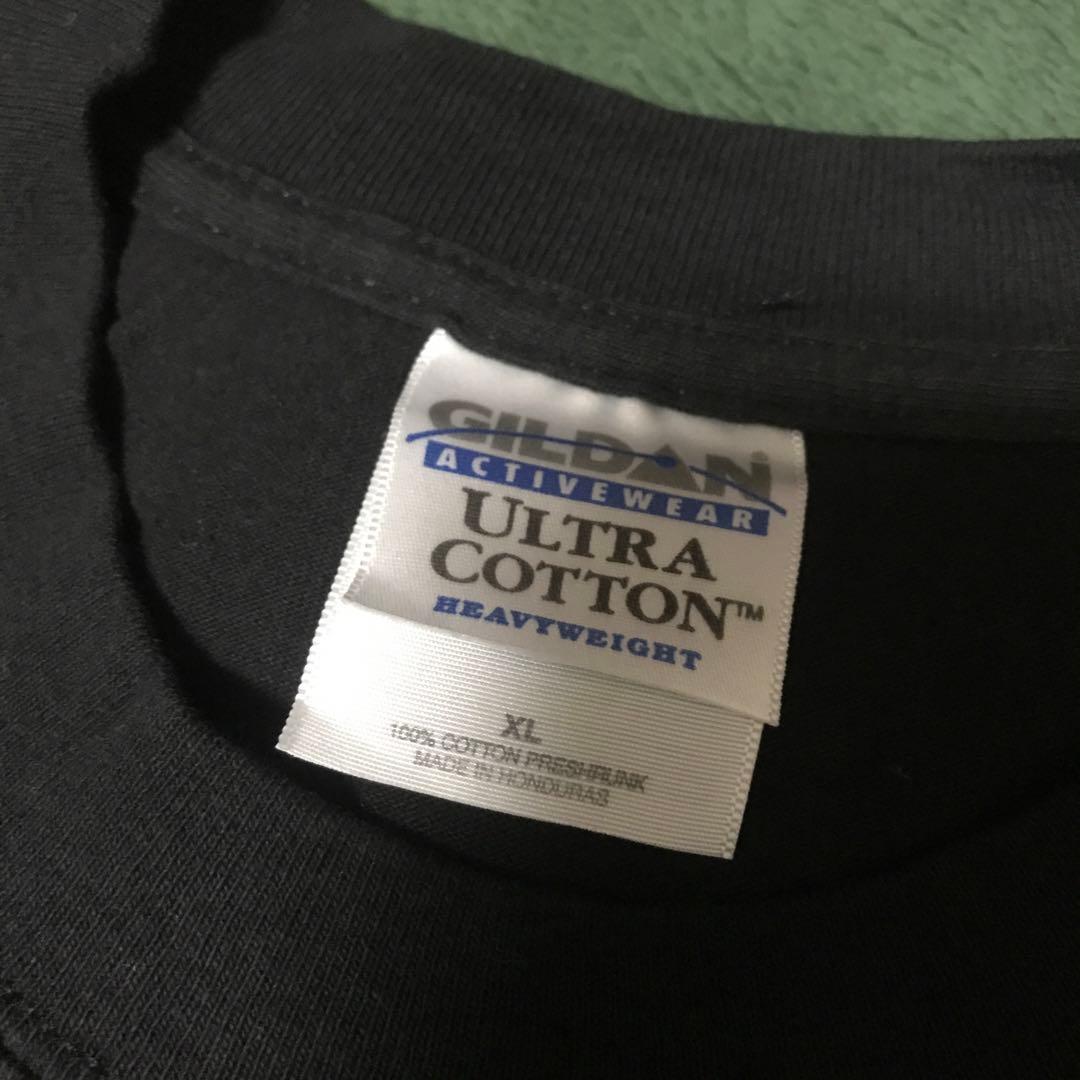 GILDAN
ACTIVEWEAR
ULTRA
COTTON™
HEAVYWEIGHT
XL
100% COTTON PRESHRUNK
MADE IN HONDURAS